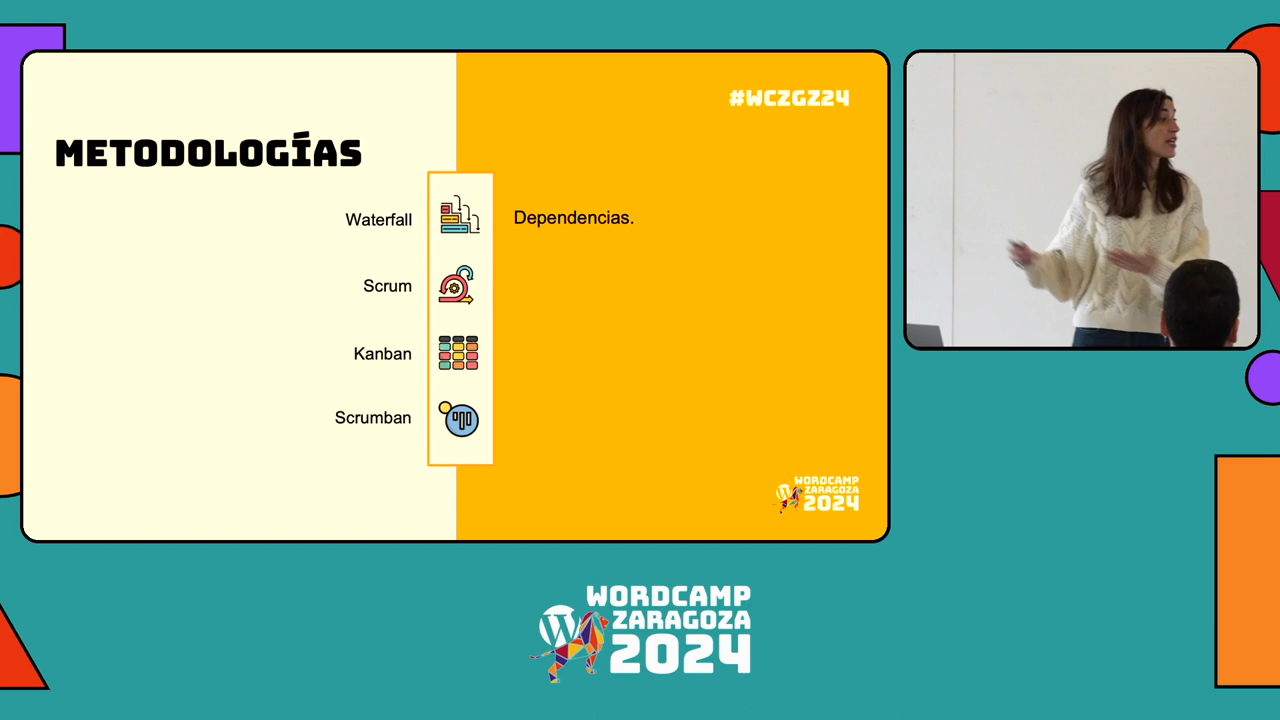 #WCZGZ24
METODOLOGÍAS
Waterfall
Dependencias.
Scrum
Kanban
Scrumban
WORDCAMP
ZARAGOZA
2024
WORDCAMP
ZARAGOZA
2024